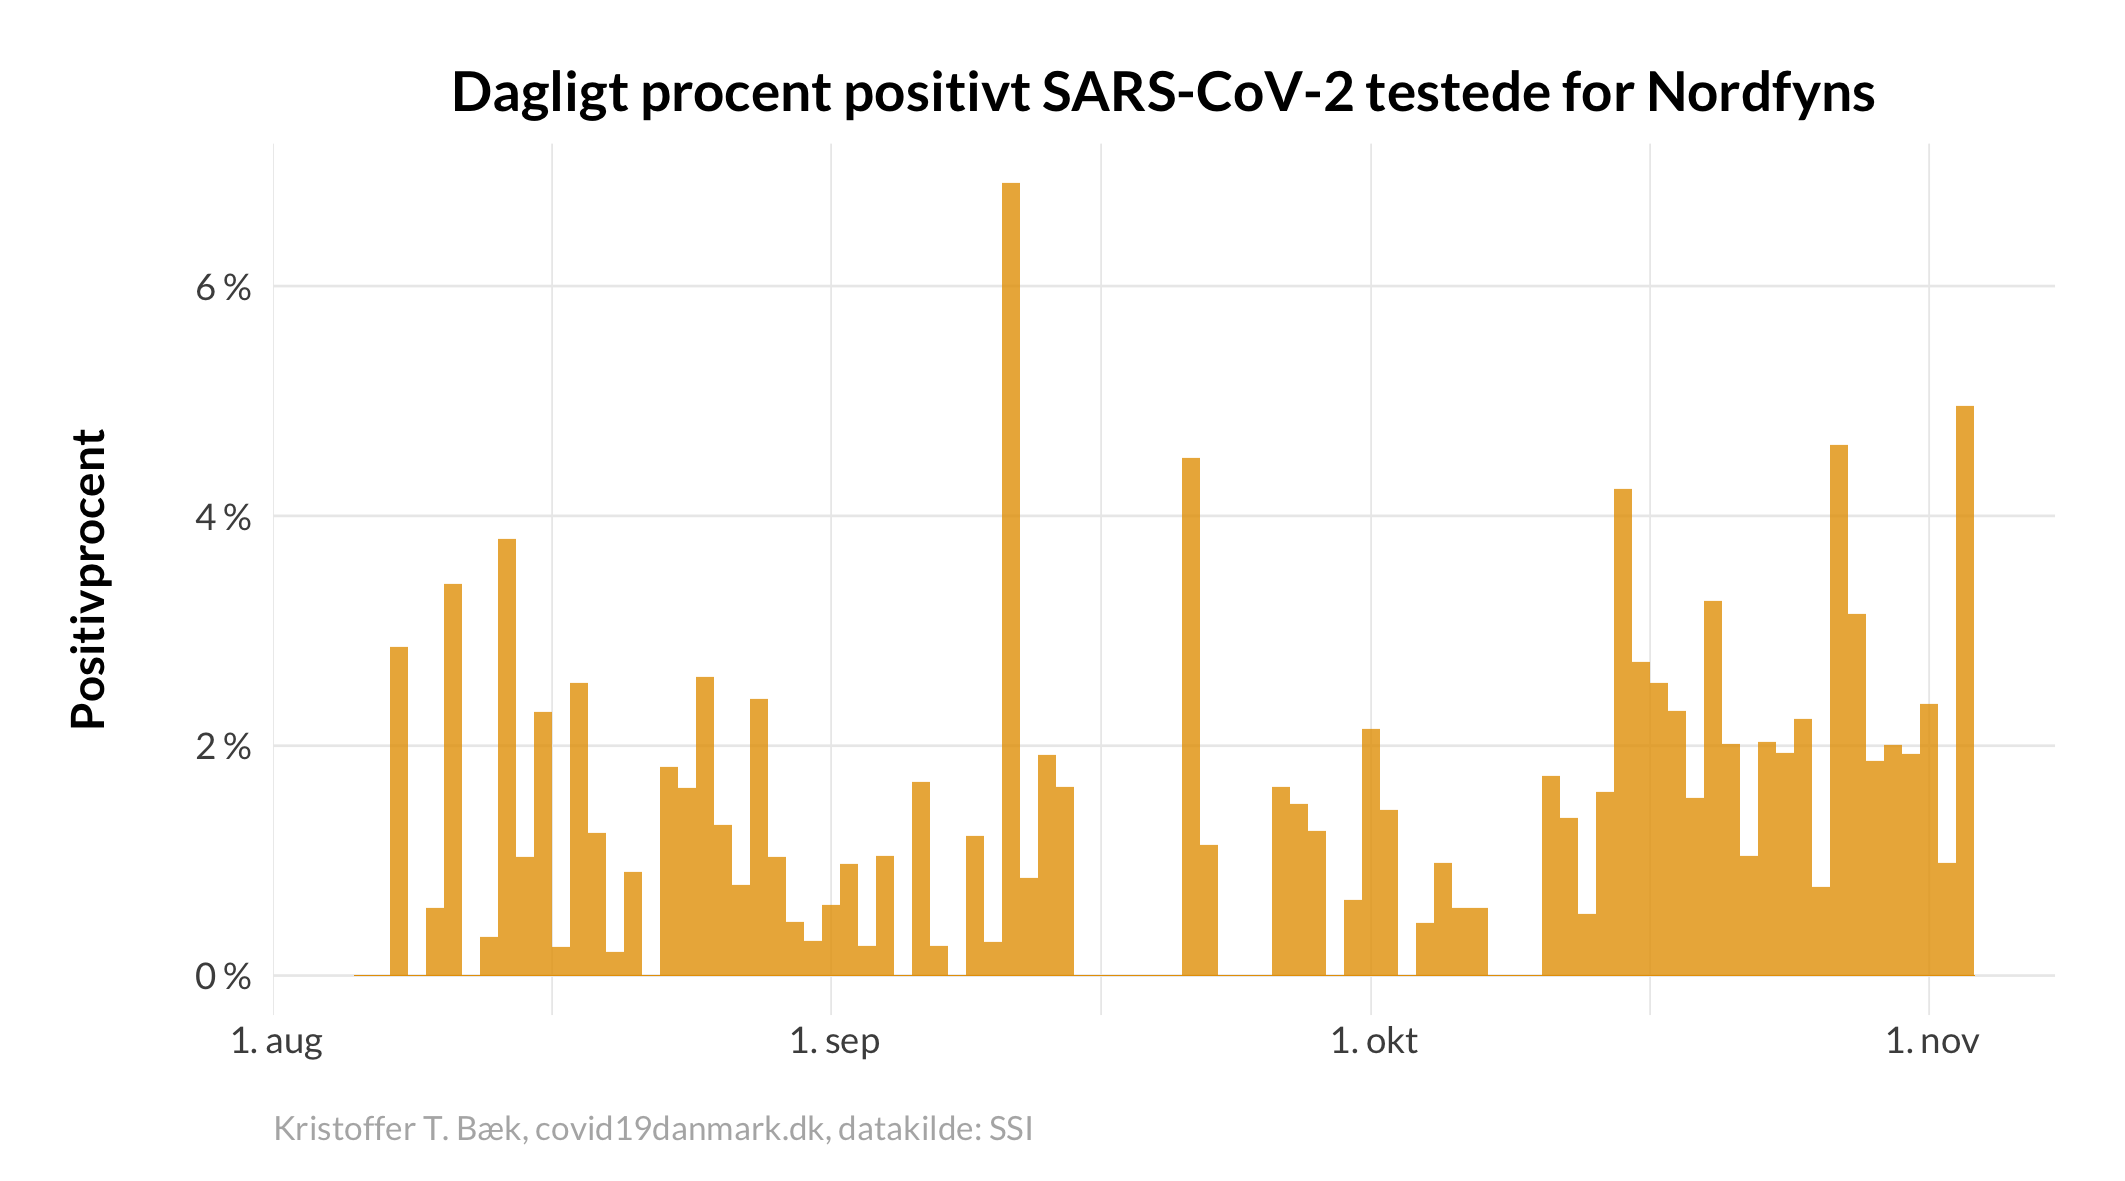 Dagligt procent positivt SARS-CoV-2 testede for Nordfyns
Positivprocent
6 %
4 %
2 %
0 %
1. aug
1. sep
1. okt
1. nov
Kristoffer T. Bæk, covid19danmark.dk, datakilde: SSI